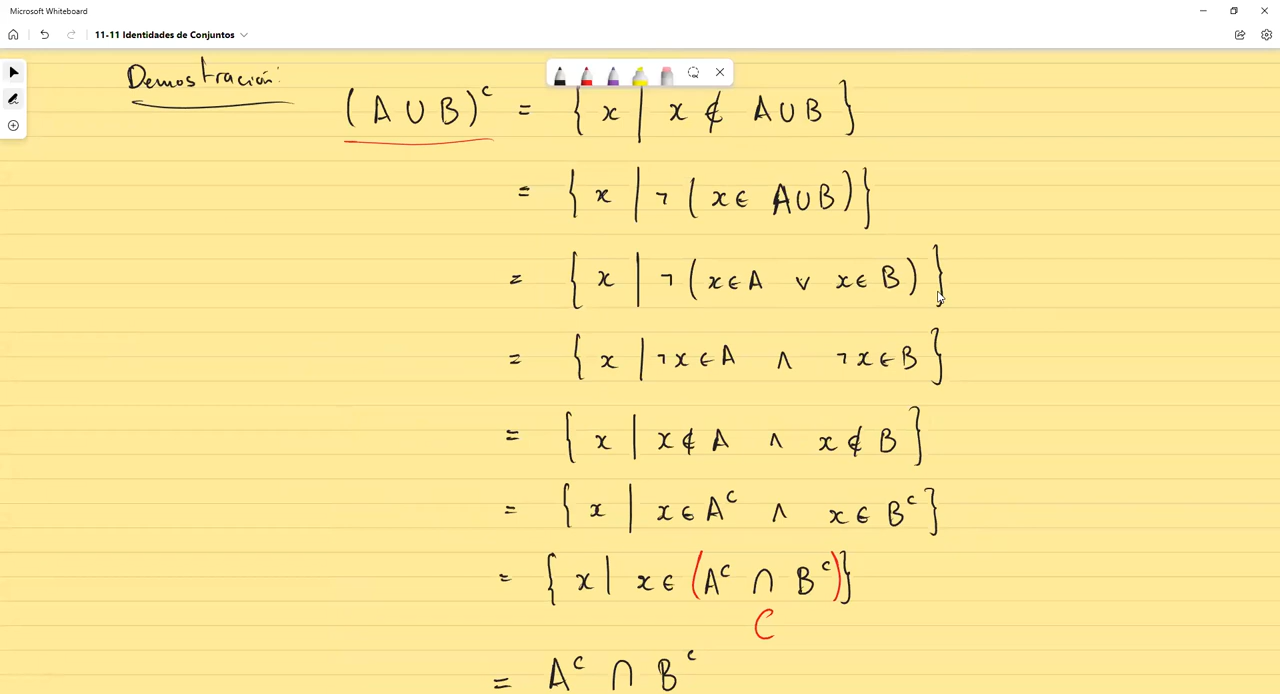 Microsoft Whiteboard
11-11 Identidades de Conjuntos
Demostración:
(A ∪ B)ᶜ = { x | x ∉ A∪B }
= { x | ¬ ( x ∈ A∪B ) }
= { x | ¬ ( x ∈ A ∨ x ∈ B ) }
= { x | ¬ x ∈ A ∧ ¬ x ∈ B }
= { x | x ∉ A ∧ x ∉ B }
= { x | x ∈ Aᶜ ∧ x ∈ Bᶜ }
= { x | x ∈ (Aᶜ ∩ Bᶜ) }
C
= Aᶜ ∩ Bᶜ